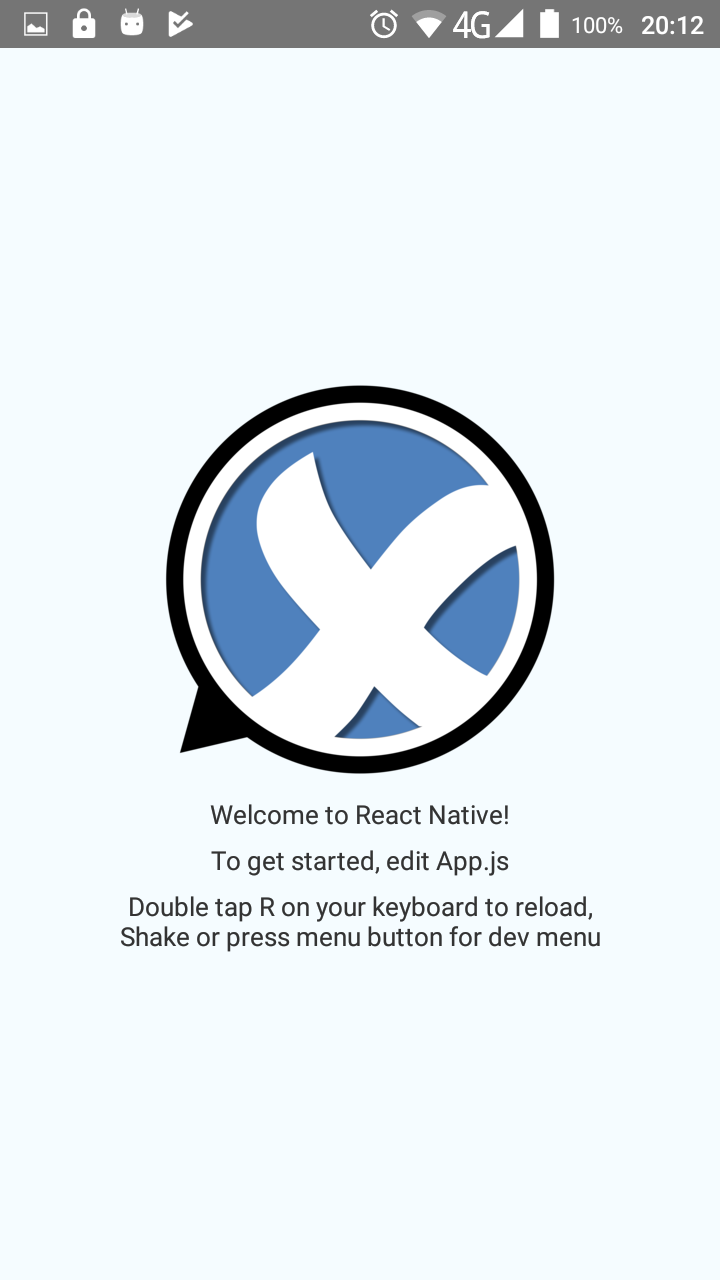 4G 100% 20:12
Welcome to React Native!
To get started, edit App.js
Double tap R on your keyboard to reload,
Shake or press menu button for dev menu